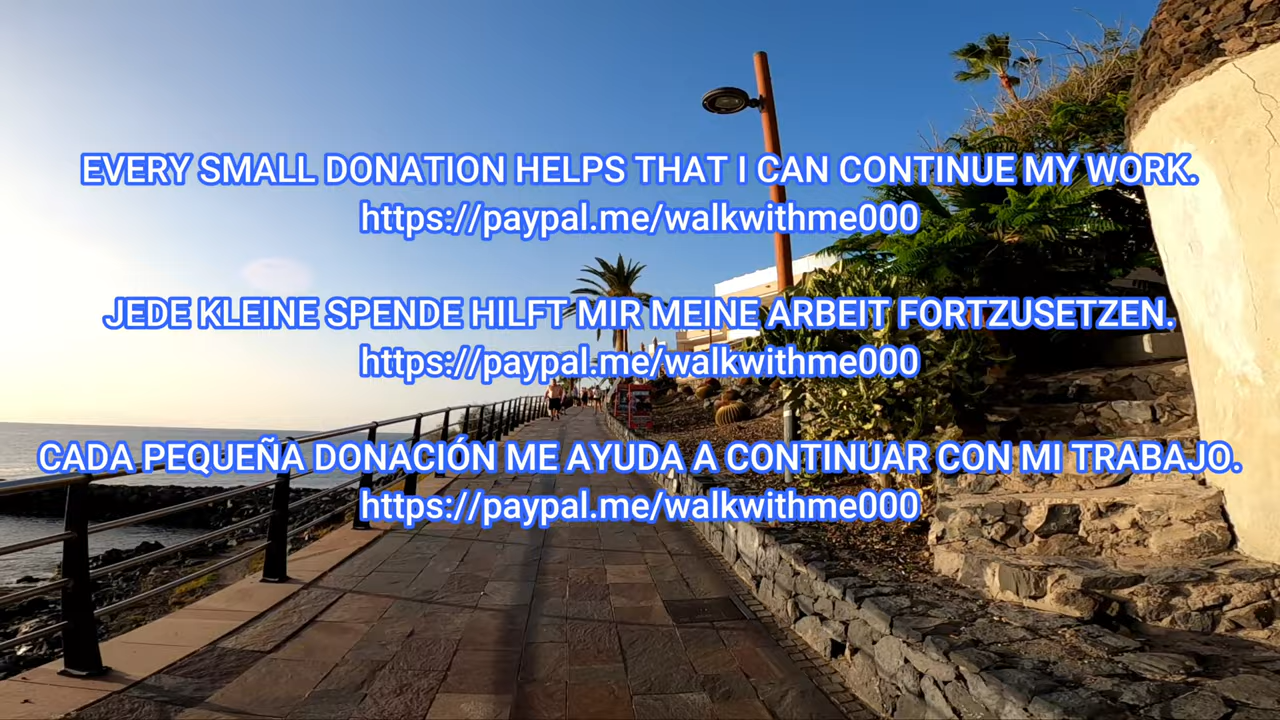 EVERY SMALL DONATION HELPS THAT I CAN CONTINUE MY WORK.
https://paypal.me/walkwithme000
JEDE KLEINE SPENDE HILFT MIR MEINE ARBEIT FORTZUSETZEN.
https://paypal.me/walkwithme000
CADA PEQUEÑA DONACIÓN ME AYUDA A CONTINUAR CON MI TRABAJO.
https://paypal.me/walkwithme000